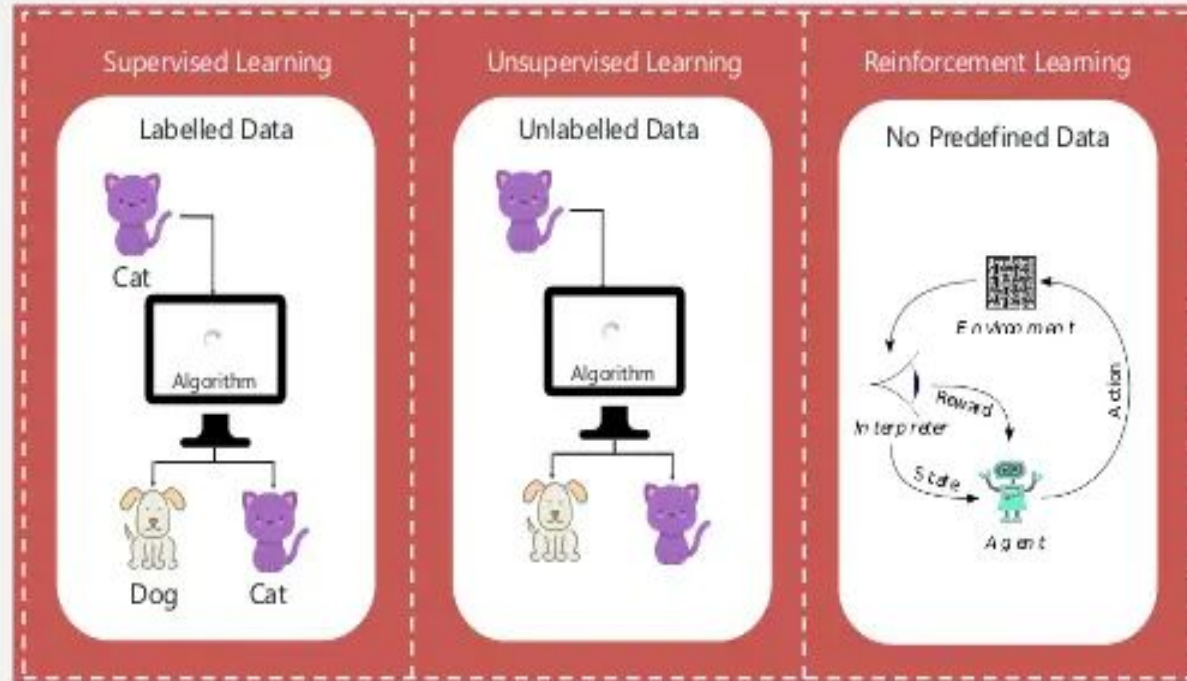 Supervised Learning
Labelled Data
Cat
Algorithm
Dog
Cat
Unsupervised Learning
Unlabelled Data
Algorithm
Reinforcement Learning
No Predefined Data
Environment
Reward
Action
Interpreter
State
Agent